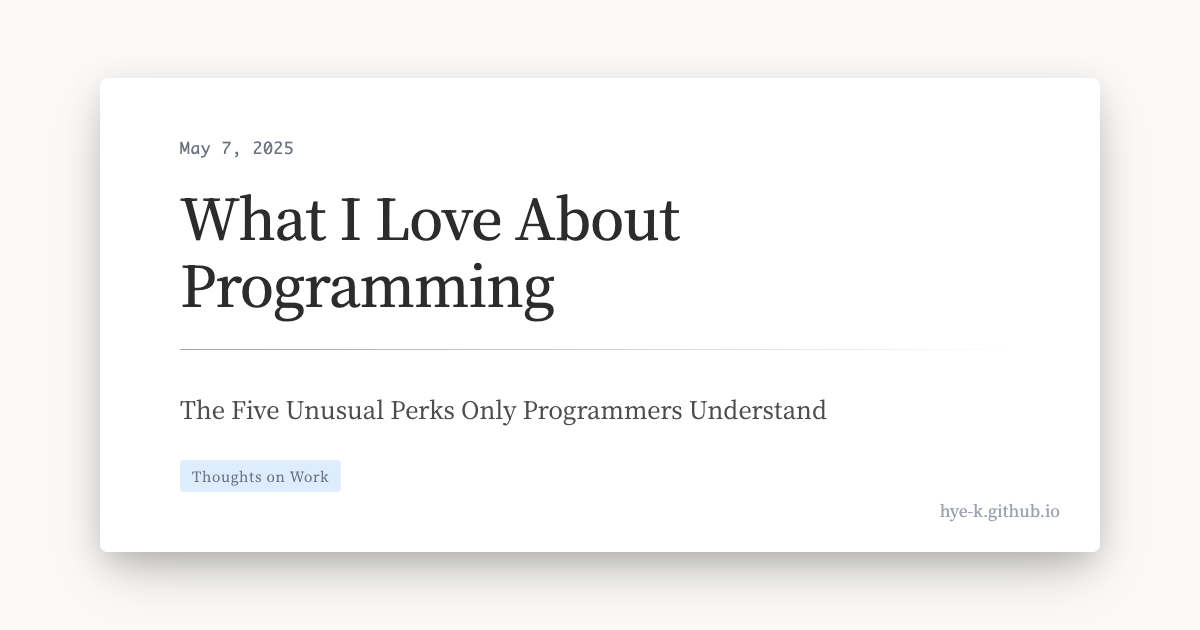 May 7, 2025
What I Love About
Programming
The Five Unusual Perks Only Programmers Understand
Thoughts on Work
hye-k.github.io